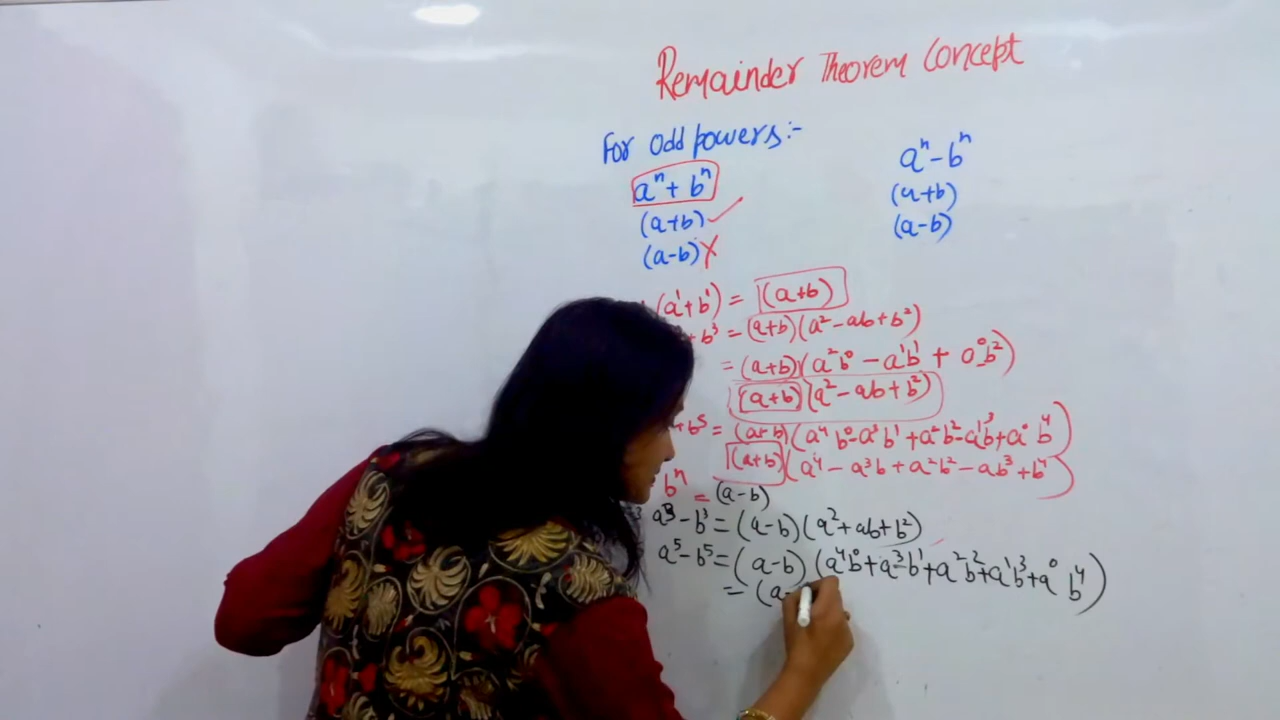 Remainder Theorem Concept
For Odd powers:-
aⁿ + bⁿ
(a+b) ✓
(a-b) X
aⁿ - bⁿ
(a+b)
(a-b)
(a¹+b¹) = (a+b)
+ b³ = (a+b)(a² - ab + b²)
= (a+b)(a²b⁰ - a¹b¹ + a⁰b²)
(a+b)(a² - ab + b²)
+b⁵ = (a+b)(a⁴b⁰ - a³b¹ + a²b² - a¹b³ + a⁰b⁴)
(a+b)(a⁴ - a³b + a²b² - ab³ + b⁴)
bⁿ = (a-b)
a³ - b³ = (a-b)(a² + ab + b²)
a⁵ - b⁵ = (a-b)(a⁴b⁰ + a³b¹ + a²b² + a¹b³ + a⁰b⁴)
= (a-